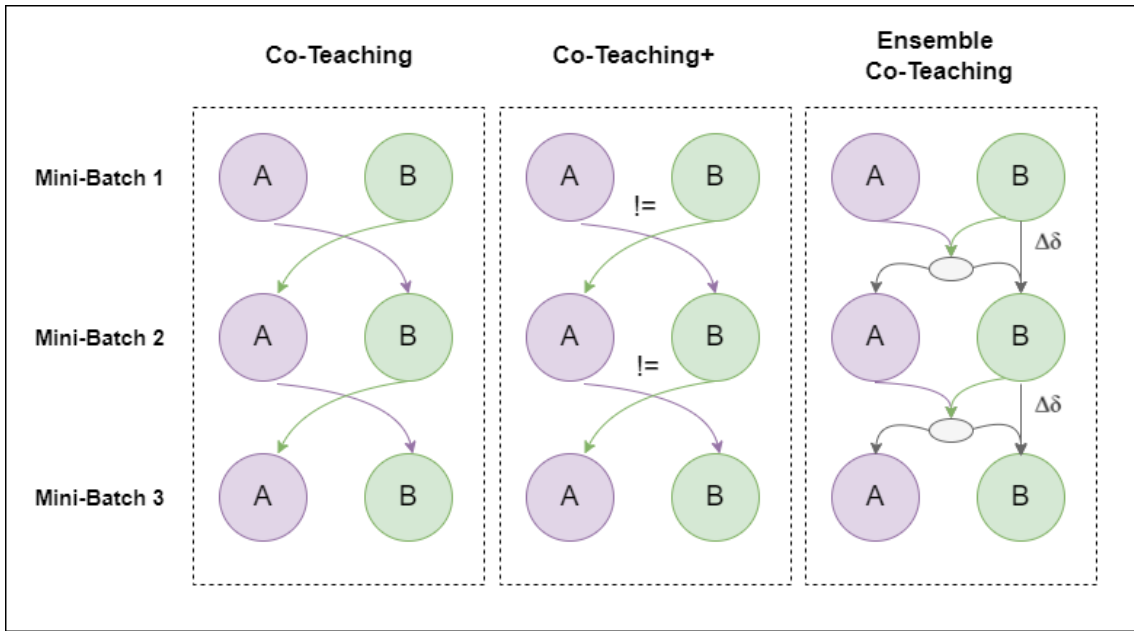 Co-Teaching
Co-Teaching+
Ensemble
Co-Teaching
Mini-Batch 1
A
B
A
B
A
B
!=
Δδ
Mini-Batch 2
A
B
A
B
A
B
!=
Δδ
Mini-Batch 3
A
B
A
B
A
B